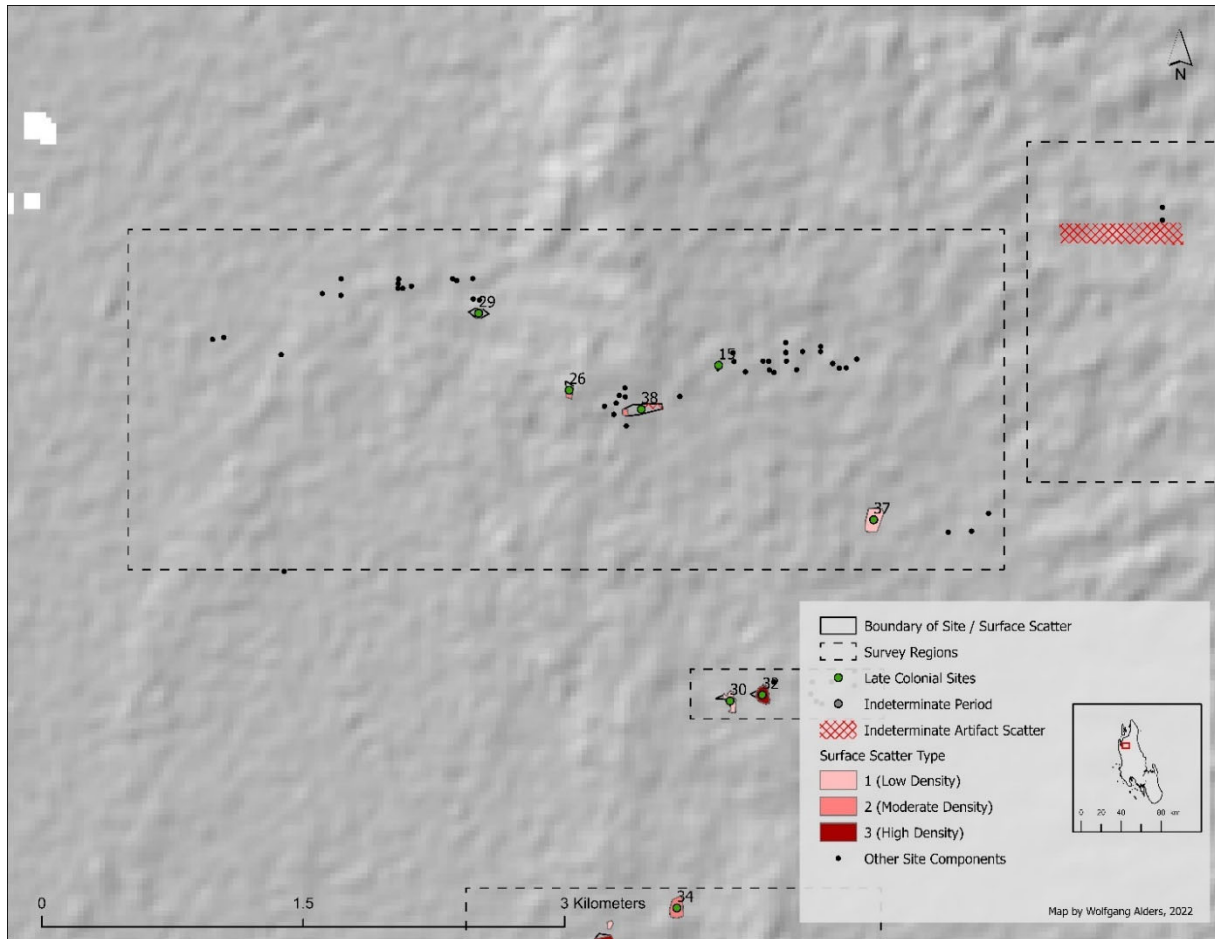 N
29
15
26
38
37
30
32
34
0
1.5
3 Kilometers
Boundary of Site / Surface Scatter
Survey Regions
Late Colonial Sites
Indeterminate Period
Indeterminate Artifact Scatter
Surface Scatter Type
1 (Low Density)
2 (Moderate Density)
3 (High Density)
Other Site Components
0 20 40 80 km
Map by Wolfgang Alders, 2022